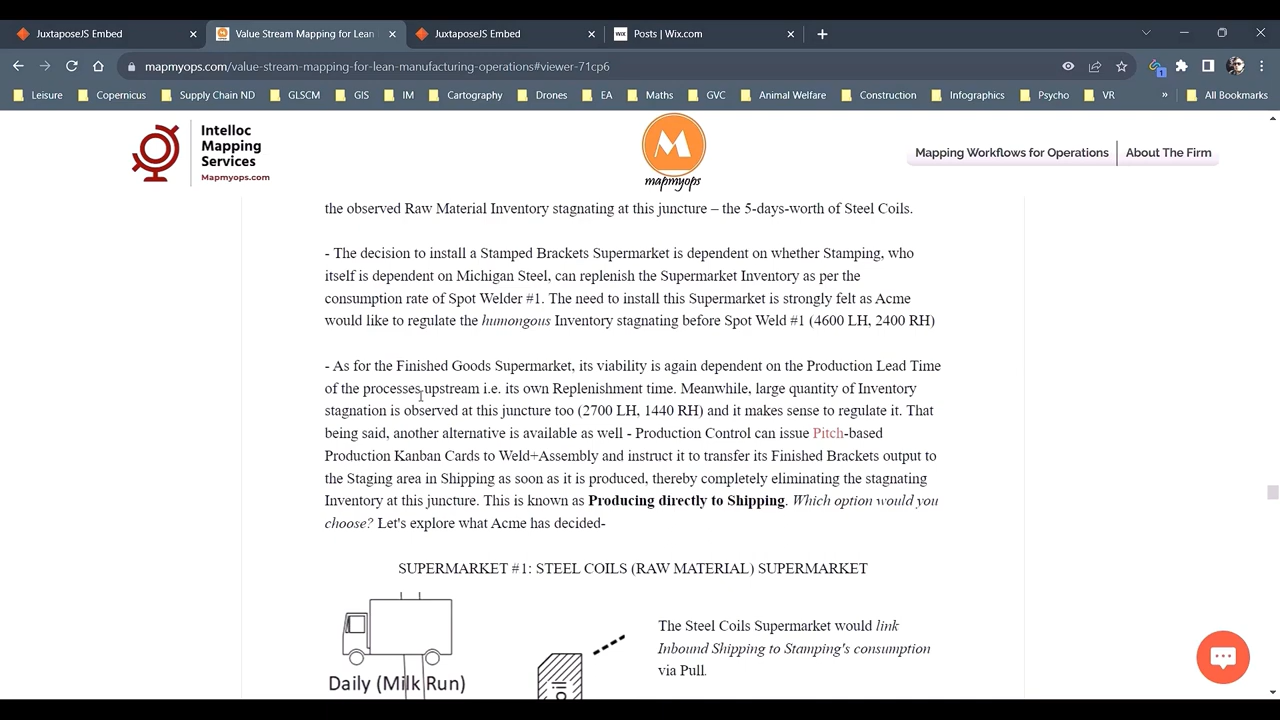 JuxtaposeJS Embed
Value Stream Mapping for Lean
JuxtaposeJS Embed
Posts | Wix.com
mapmyops.com/value-stream-mapping-for-lean-manufacturing-operations#viewer-71cp6
1
Leisure Copernicus Supply Chain ND GLSCM GIS IM Cartography Drones EA Maths GVC Animal Welfare Construction Infographics Psycho VR » All Bookmarks
Intelloc
Mapping
Services
Mapmyops.com
M
mapmyops
Mapping Workflows for Operations About The Firm
the observed Raw Material Inventory stagnating at this juncture – the 5-days-worth of Steel Coils.
- The decision to install a Stamped Brackets Supermarket is dependent on whether Stamping, who
itself is dependent on Michigan Steel, can replenish the Supermarket Inventory as per the
consumption rate of Spot Welder #1. The need to install this Supermarket is strongly felt as Acme
would like to regulate the humongous Inventory stagnating before Spot Weld #1 (4600 LH, 2400 RH)
- As for the Finished Goods Supermarket, its viability is again dependent on the Production Lead Time
of the processes upstream i.e. its own Replenishment time. Meanwhile, large quantity of Inventory
stagnation is observed at this juncture too (2700 LH, 1440 RH) and it makes sense to regulate it. That
being said, another alternative is available as well - Production Control can issue Pitch-based
Production Kanban Cards to Weld+Assembly and instruct it to transfer its Finished Brackets output to
the Staging area in Shipping as soon as it is produced, thereby completely eliminating the stagnating
Inventory at this juncture. This is known as Producing directly to Shipping. Which option would you
choose? Let's explore what Acme has decided-
SUPERMARKET #1: STEEL COILS (RAW MATERIAL) SUPERMARKET
The Steel Coils Supermarket would link
Inbound Shipping to Stamping's consumption
via Pull.
Daily (Milk Run)